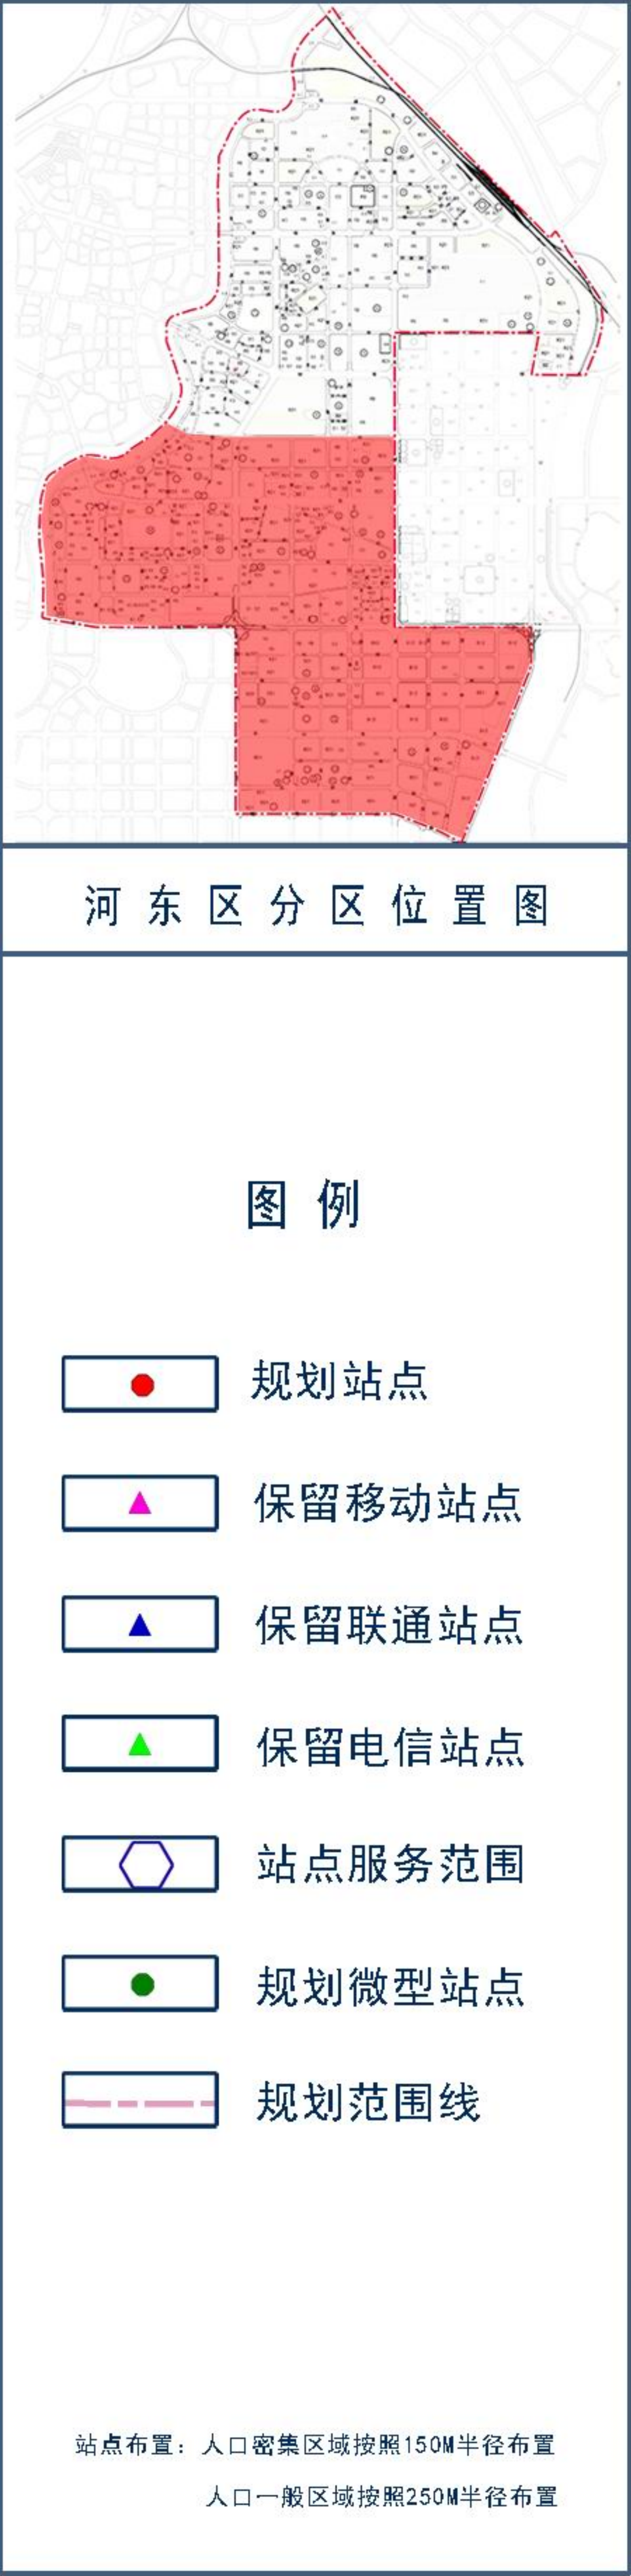 河东区分区位置图
图例
规划站点
保留移动站点
保留联通站点
保留电信站点
站点服务范围
规划微型站点
规划范围线
站点布置：人口密集区域按照150M半径布置
人口一般区域按照250M半径布置